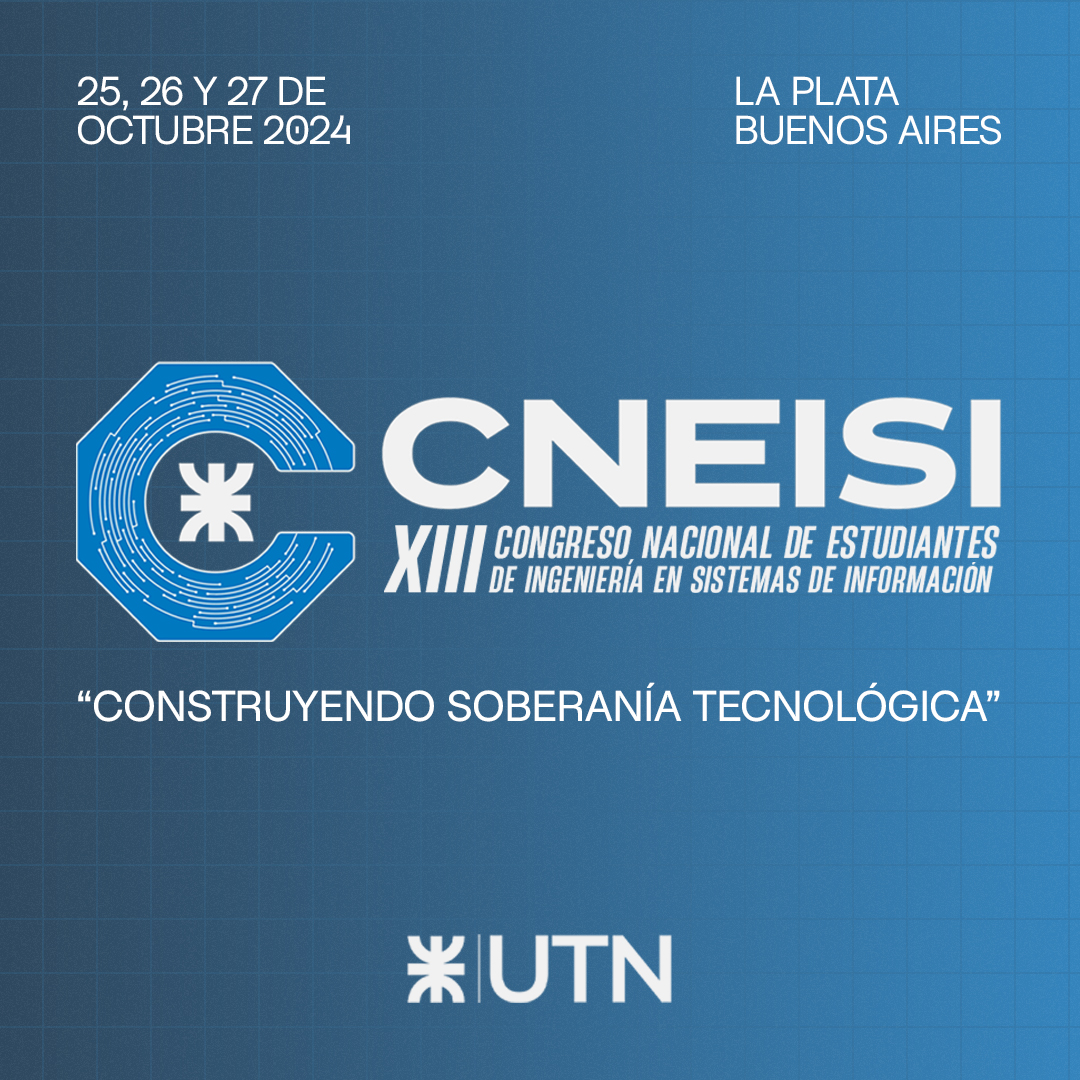 25, 26 Y 27 DE
OCTUBRE 2024
LA PLATA
BUENOS AIRES
CNEISI
XIII CONGRESO NACIONAL DE ESTUDIANTES
DE INGENIERÍA EN SISTEMAS DE INFORMACIÓN
“CONSTRUYENDO SOBERANÍA TECNOLÓGICA”
UTN